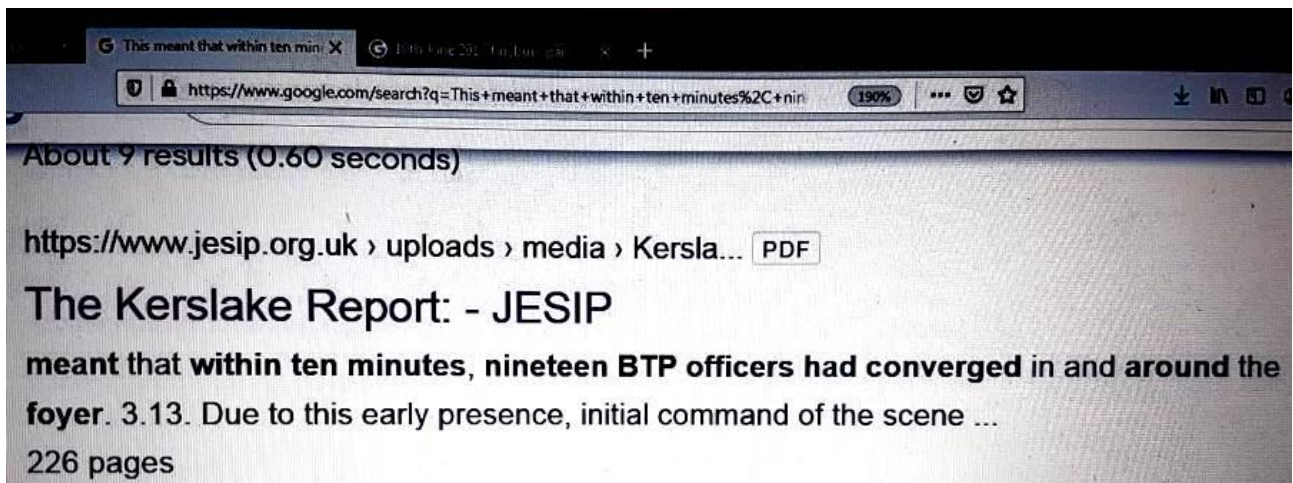 This meant that within ten min
https://www.google.com/search?q=This+meant+that+within+ten+minutes%2C+nin
190%
About 9 results (0.60 seconds)
https://www.jesip.org.uk › uploads › media › Kersla... PDF
The Kerslake Report: - JESIP
meant that within ten minutes, nineteen BTP officers had converged in and around the
foyer. 3.13. Due to this early presence, initial command of the scene ...
226 pages